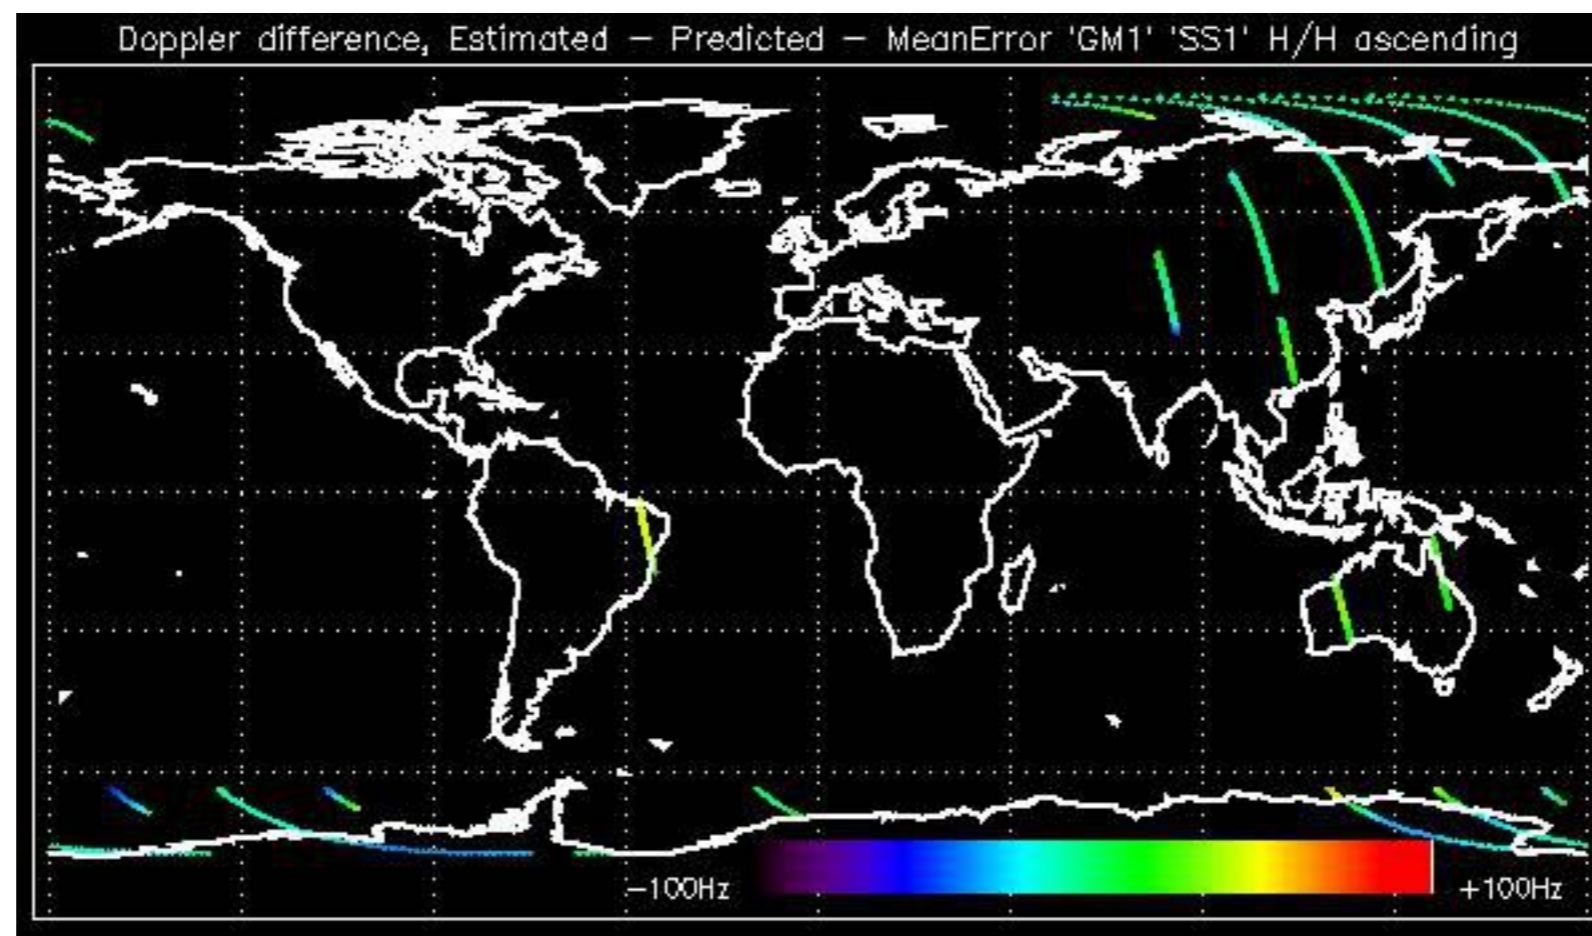 Doppler difference, Estimated – Predicted – MeanError 'GM1' 'SS1' H/H ascending
–100Hz
+100Hz